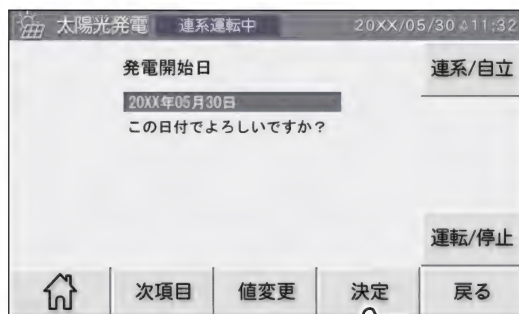 太陽光発電 連系運転中 20XX/05/30 11:32
発電開始日
連系/自立
20XX年05月30日
この日付でよろしいですか?
運転/停止
次項目 値変更 決定 戻る